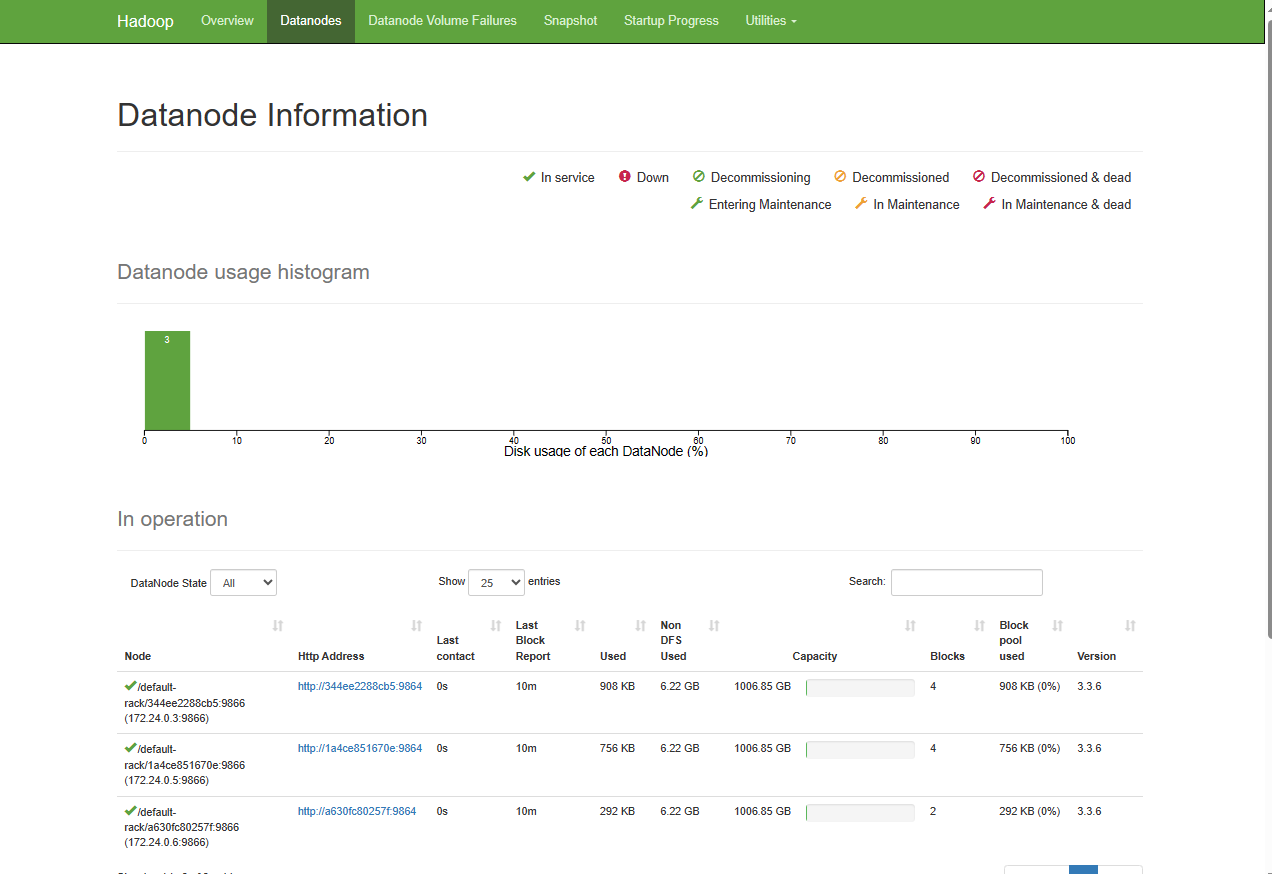 Hadoop Overview Datanodes Datanode Volume Failures Snapshot Startup Progress Utilities
Datanode Information
In service Down Decommissioning Decommissioned Decommissioned & dead
Entering Maintenance In Maintenance In Maintenance & dead
Datanode usage histogram
3
0 10 20 30 40 50 60 70 80 90 100
Disk usage of each DataNode (%)
In operation
DataNode State All Show 25 entries Search:
Node Http Address Last contact Last Block Report Used Non DFS Used Capacity Blocks Block pool used Version
/default-
rack/344ee2288cb5:9866
(172.24.0.3:9866) http://344ee2288cb5:9864 0s 10m 908 KB 6.22 GB 1006.85 GB 4 908 KB (0%) 3.3.6
/default-
rack/1a4ce851670e:9866
(172.24.0.5:9866) http://1a4ce851670e:9864 0s 10m 756 KB 6.22 GB 1006.85 GB 4 756 KB (0%) 3.3.6
/default-
rack/a630fc80257f:9866
(172.24.0.6:9866) http://a630fc80257f:9864 0s 10m 292 KB 6.22 GB 1006.85 GB 2 292 KB (0%) 3.3.6